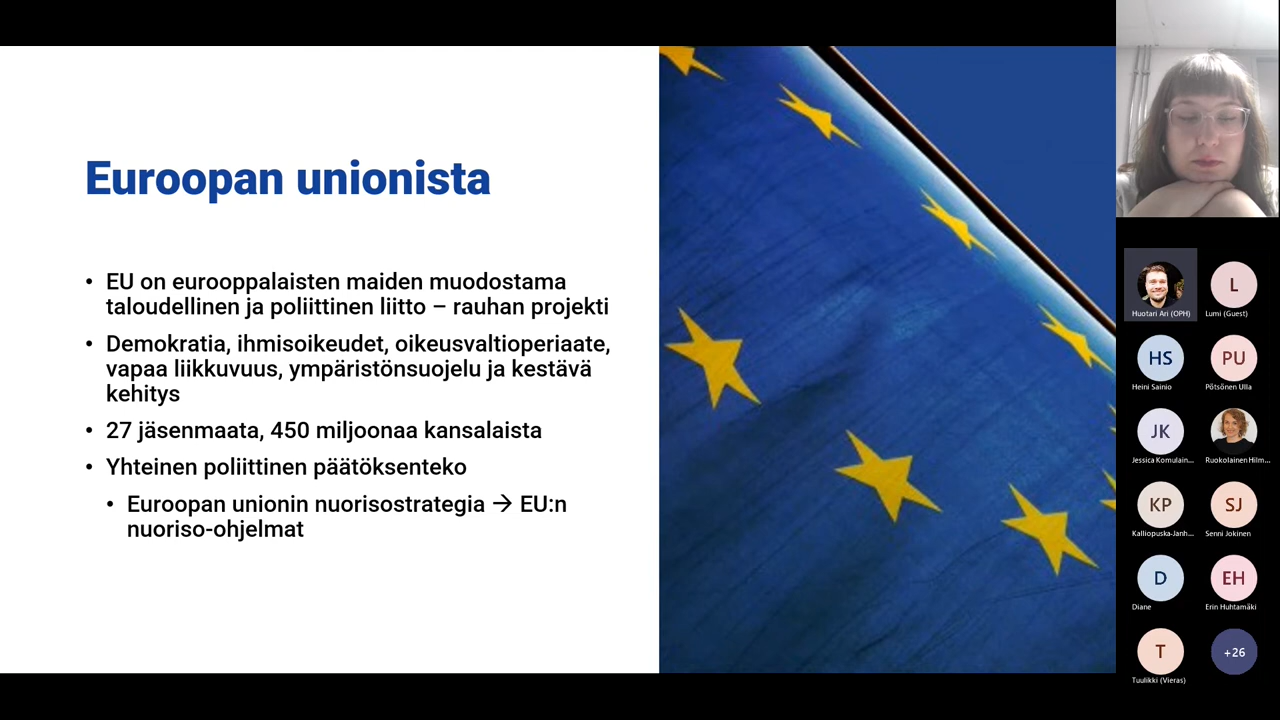 Euroopan unionista
• EU on eurooppalaisten maiden muodostama
taloudellinen ja poliittinen liitto – rauhan projekti
• Demokratia, ihmisoikeudet, oikeusvaltioperiaate,
vapaa liikkuvuus, ympäristönsuojelu ja kestävä
kehitys
• 27 jäsenmaata, 450 miljoonaa kansalaista
• Yhteinen poliittinen päätöksenteko
• Euroopan unionin nuorisostrategia → EU:n
nuoriso-ohjelmat
Huotari Ari (OPH)
L
Lumi (Guest)
HS
Heini Sainio
PU
Pötsönen Ulla
JK
Jessica Komulain...
Ruokolainen Hilm...
KP
Kalliopuska-Janh...
SJ
Senni Jokinen
D
Diane
EH
Erin Huhtamäki
T
Tuulikki (Vieras)
+26